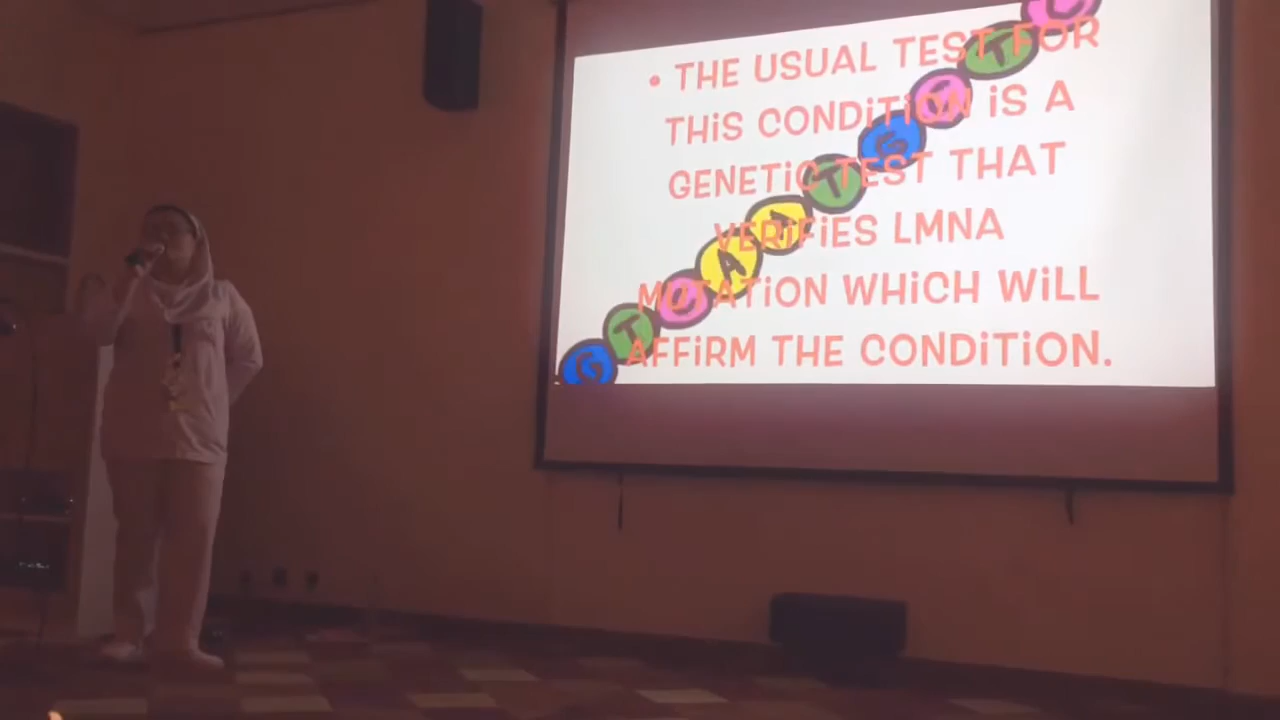 • THE USUAL TEST FOR
THiS CONDiTiON iS A
GENETiC TEST THAT
VERiFiES LMNA
MUTATiON WHiCH WiLL
AFFiRM THE CONDiTiON.
G T C A A T G C T C